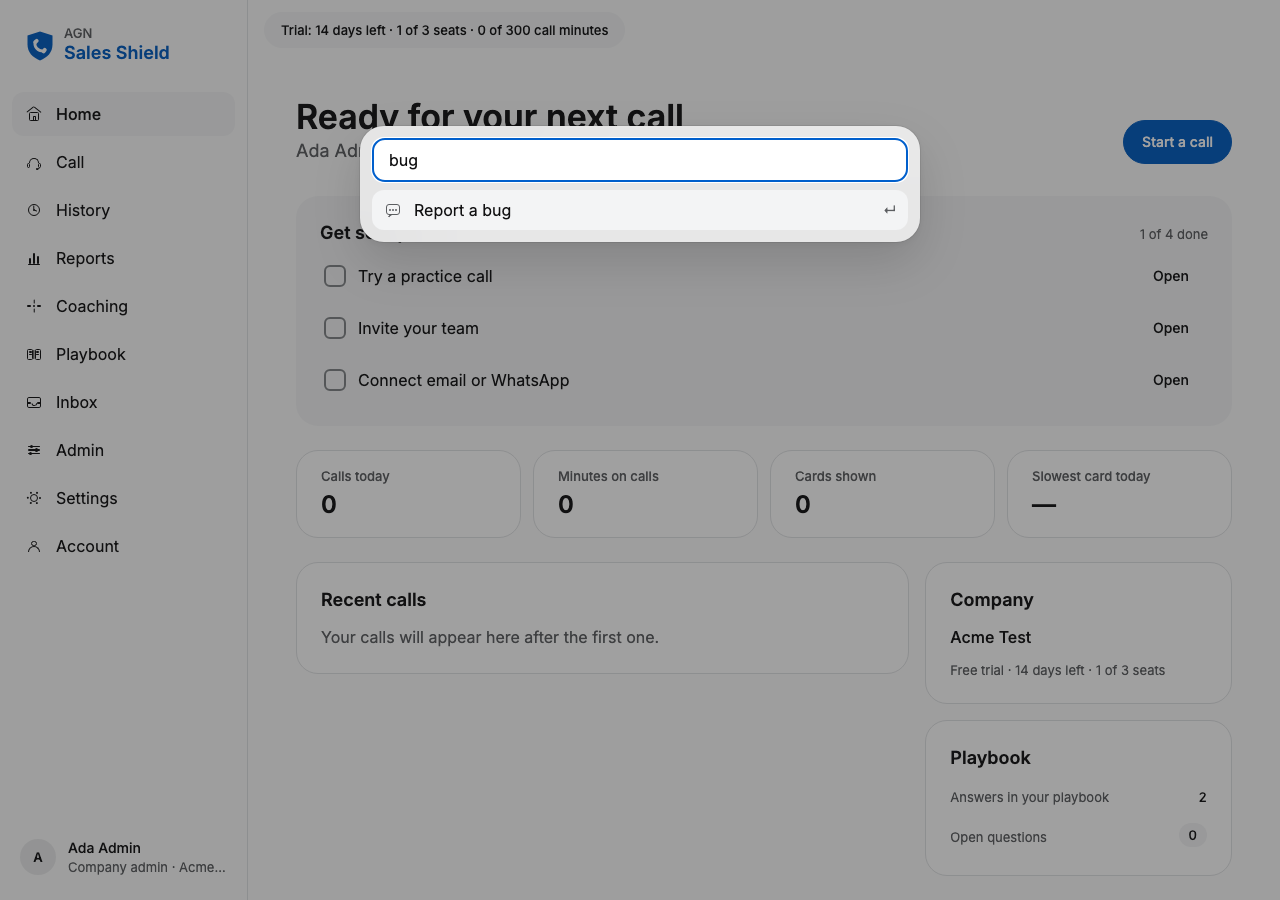 AGN
Sales Shield
Home
Call
History
Reports
Coaching
Playbook
Inbox
Admin
Settings
Account
A
Ada Admin
Company admin · Acme...
Trial: 14 days left · 1 of 3 seats · 0 of 300 call minutes
Ready for your next call
Start a call
bug
Report a bug
1 of 4 done
Try a practice call
Open
Invite your team
Open
Connect email or WhatsApp
Open
Calls today
0
Minutes on calls
0
Cards shown
0
Slowest card today
—
Recent calls
Your calls will appear here after the first one.
Company
Acme Test
Free trial · 14 days left · 1 of 3 seats
Playbook
Answers in your playbook
2
Open questions
0